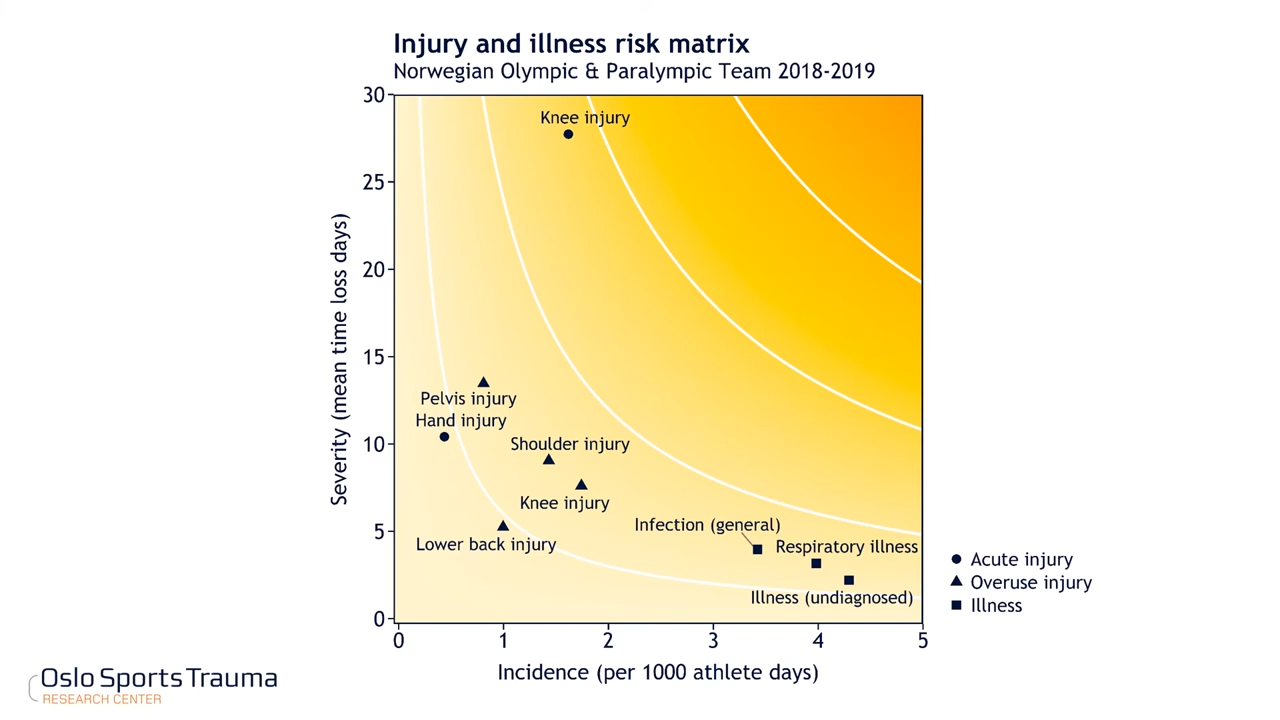 Injury and illness risk matrix
Norwegian Olympic & Paralympic Team 2018-2019
Severity (mean time loss days)
30
25
20
15
10
5
0
Knee injury
Pelvis injury
Hand injury
Shoulder injury
Knee injury
Lower back injury
Infection (general)
Respiratory illness
Illness (undiagnosed)
0 1 2 3 4 5
Incidence (per 1000 athlete days)
Acute injury
Overuse injury
Illness
Oslo Sports Trauma
RESEARCH CENTER